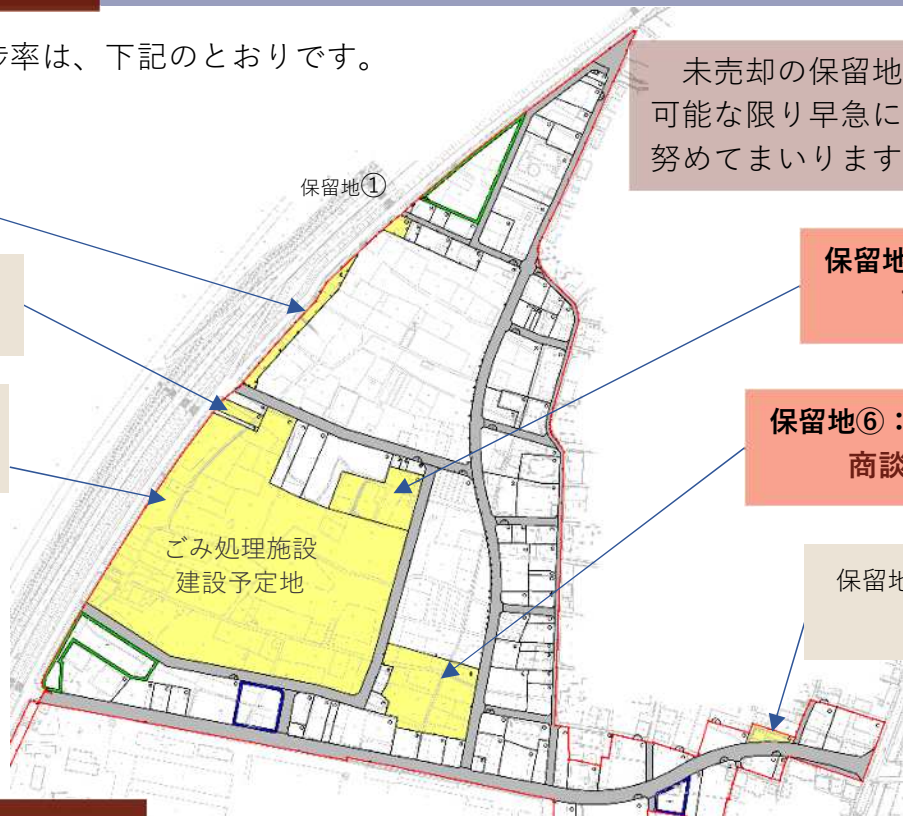 歩率は、下記のとおりです。
未売却の保留地
可能な限り早急に
努めてまいります
保留地①
保留地
保留地⑥：
商談
ごみ処理施設
建設予定地
保留地